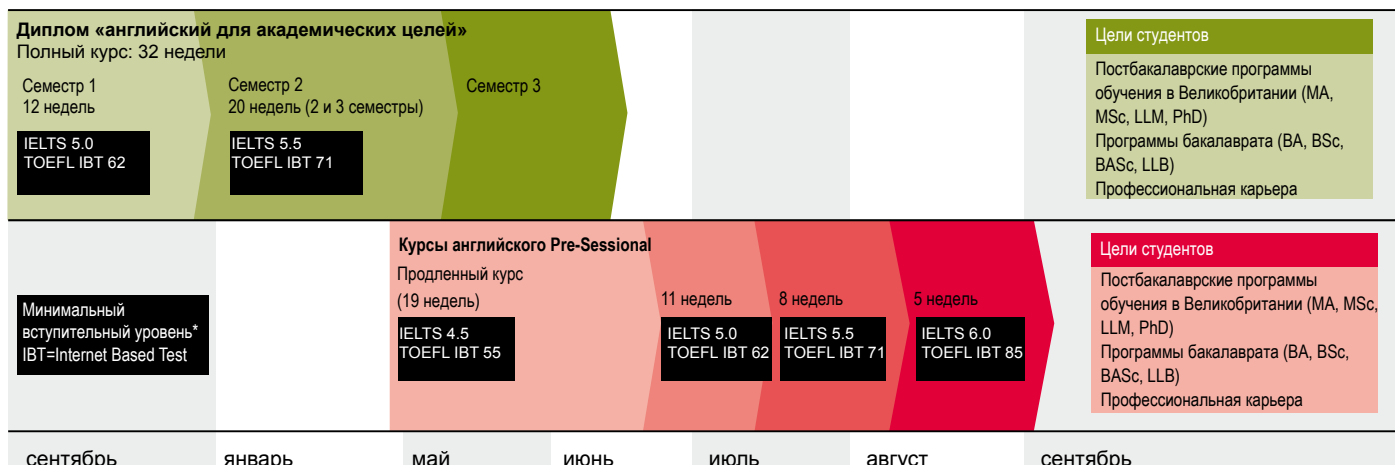 Диплом «английский для академических целей»
Полный курс: 32 недели
Семестр 1
12 недель
IELTS 5.0
TOEFL IBT 62
Семестр 2
20 недель (2 и 3 семестры)
IELTS 5.5
TOEFL IBT 71
Семестр 3
Цели студентов
Постбакалаврские программы
обучения в Великобритании (MA,
MSc, LLM, PhD)
Программы бакалаврата (BA, BSc,
BASc, LLB)
Профессиональная карьера
Минимальный
вступительный уровень*
IBT=Internet Based Test
Курсы английского Pre-Sessional
Продленный курс
(19 недель)
IELTS 4.5
TOEFL IBT 55
11 недель
IELTS 5.0
TOEFL IBT 62
8 недель
IELTS 5.5
TOEFL IBT 71
5 недель
IELTS 6.0
TOEFL IBT 85
Цели студентов
Постбакалаврские программы
обучения в Великобритании (MA, MSc,
LLM, PhD)
Программы бакалаврата (BA, BSc,
BASc, LLB)
Профессиональная карьера
сентябрь январь май июнь июль август сентябрь